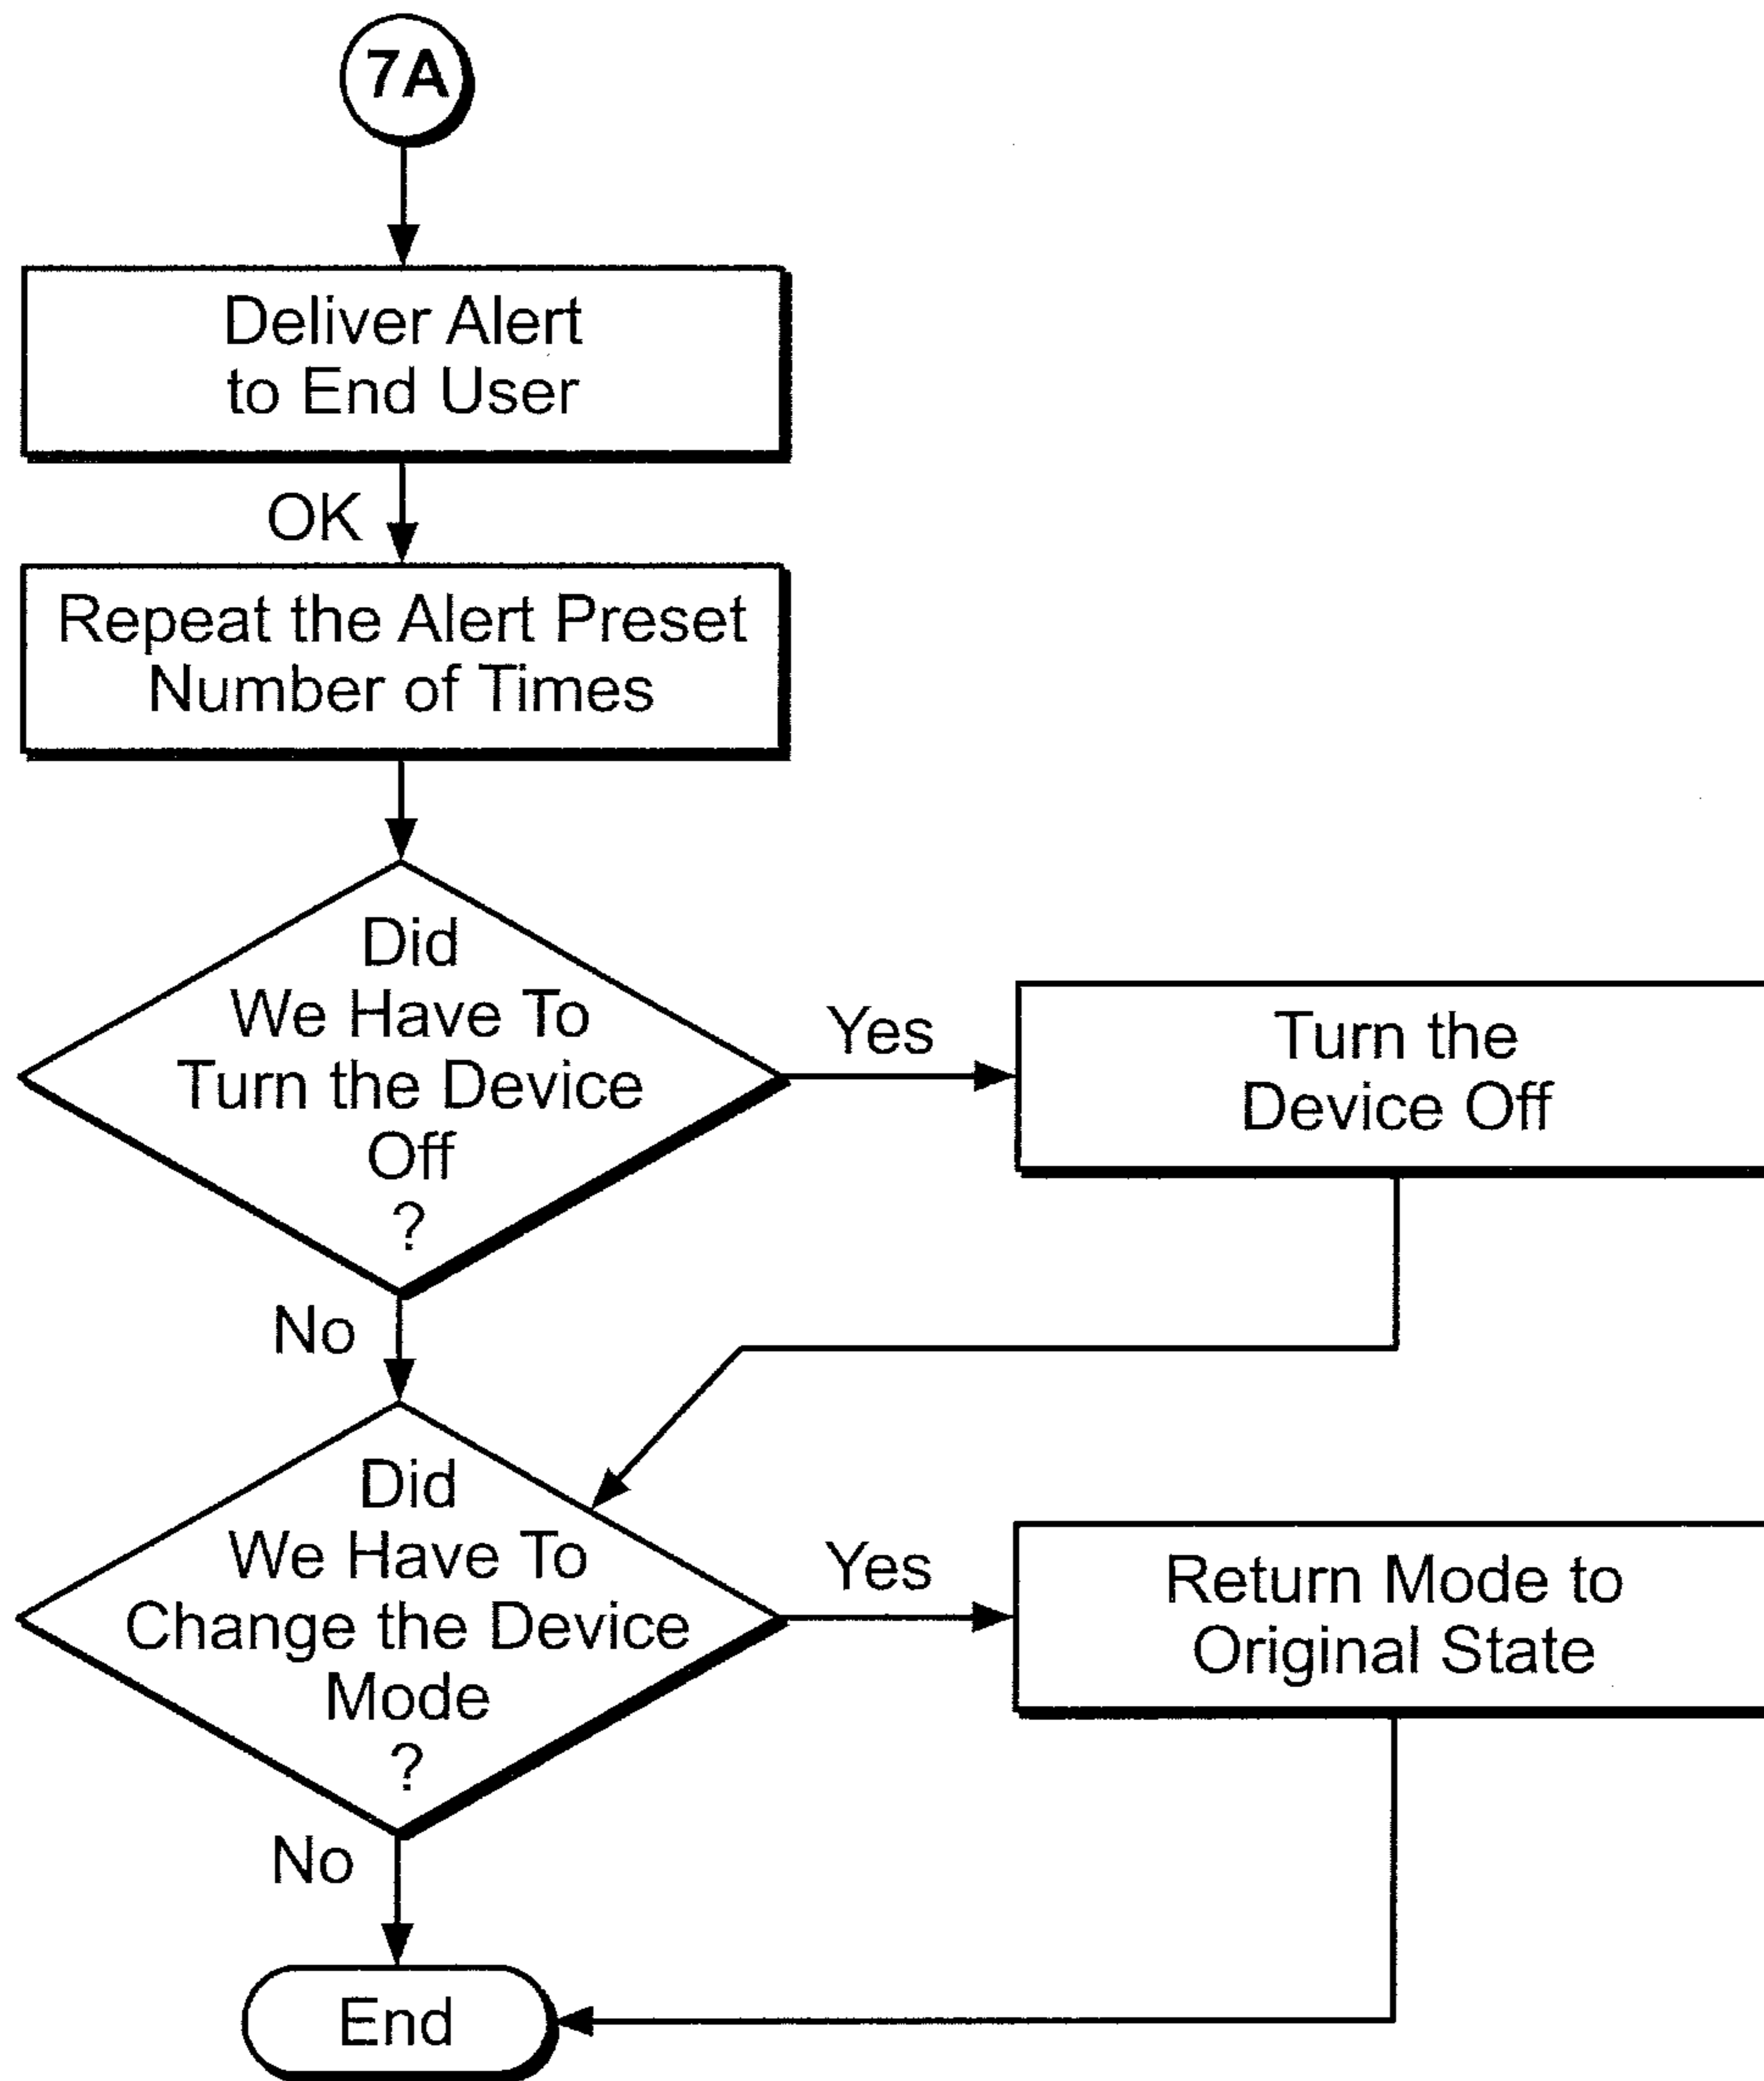 7A
Deliver Alert
to End User
OK
Repeat the Alert Preset
Number of Times
Did
We Have To
Turn the Device
Off
?
Yes
Turn the
Device Off
No
Did
We Have To
Change the Device
Mode
?
Yes
Return Mode to
Original State
No
End